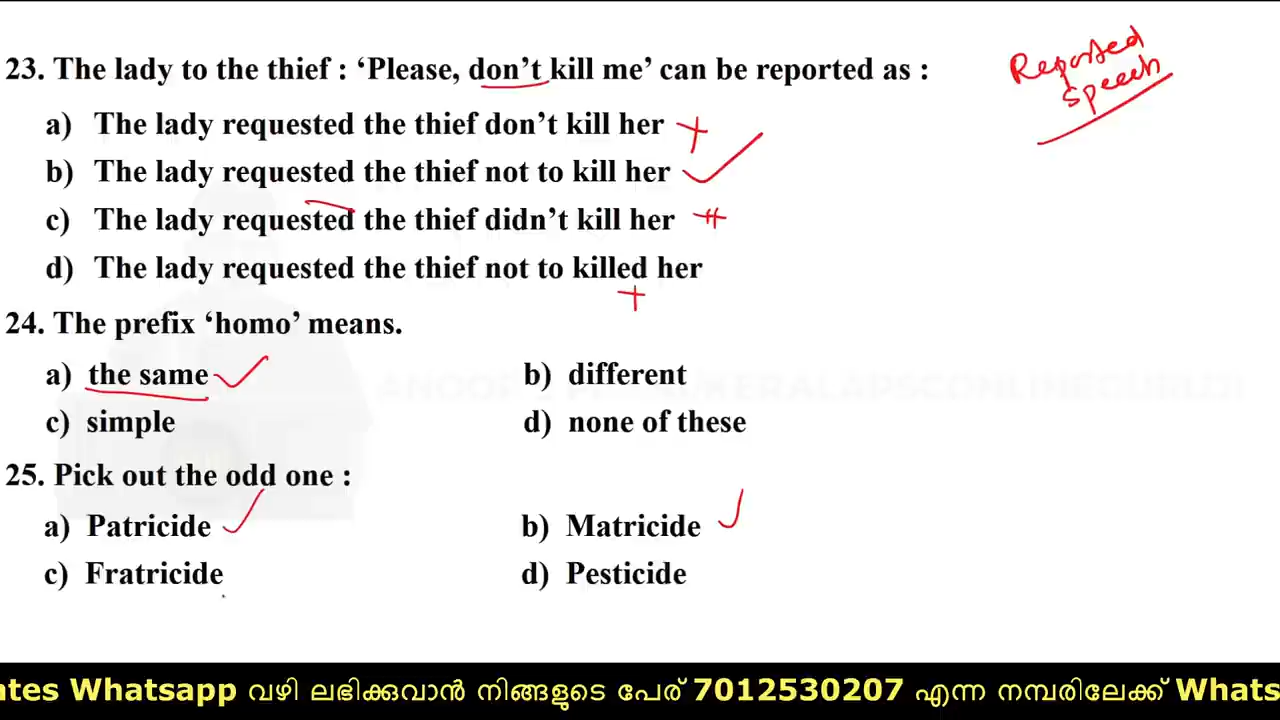 23. The lady to the thief : ‘Please, don’t kill me’ can be reported as :
Reported
Speech
a) The lady requested the thief don’t kill her
b) The lady requested the thief not to kill her
c) The lady requested the thief didn’t kill her
d) The lady requested the thief not to killed her
24. The prefix ‘homo’ means.
a) the same b) different
c) simple d) none of these
25. Pick out the odd one :
a) Patricide b) Matricide
c) Fratricide d) Pesticide
ates Whatsapp വഴി ലഭിക്കുവാൻ നിങ്ങളുടെ പേര് 7012530207 എന്ന നമ്പരിലേക്ക് Whats